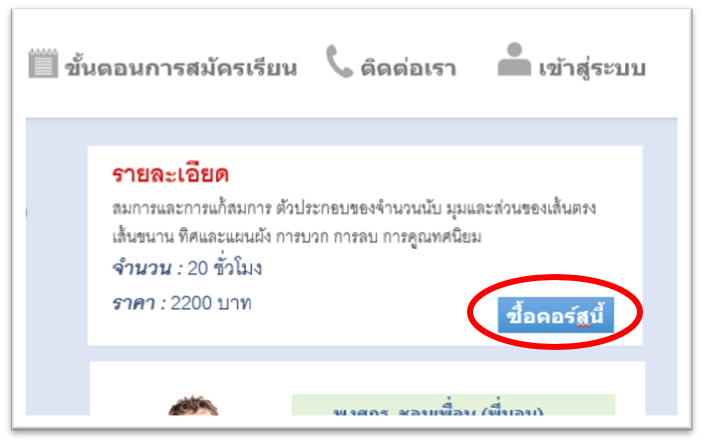 ขั้นตอนการสมัครเรียน ติดต่อเรา เข้าสู่ระบบ
รายละเอียด
สมการและการแก้สมการ ตัวประกอบของจำนวนนับ มุมและส่วนของเส้นตรง
เส้นขนาน ทิศและแผนผัง การบวก การลบ การคูณทศนิยม
จำนวน : 20 ชั่วโมง
ราคา : 2200 บาท
ซื้อคอร์สนี้